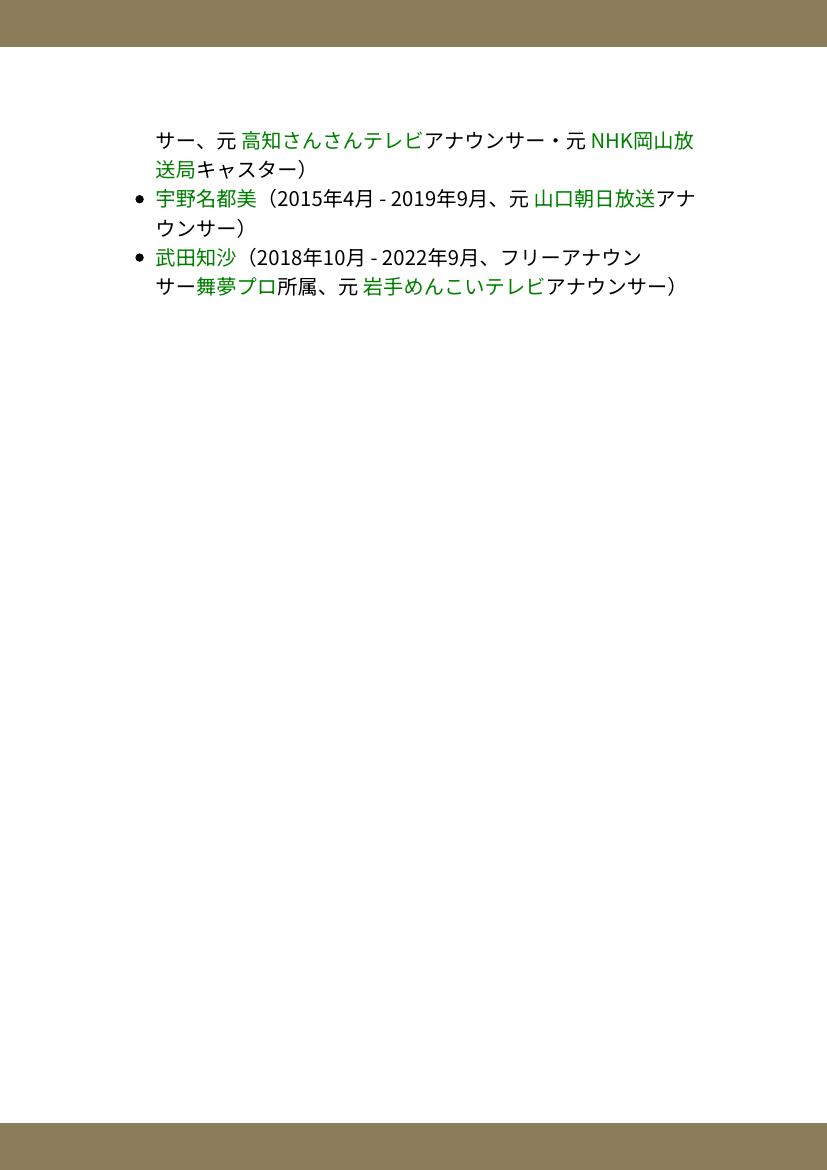 サー、元 高知さんさんテレビアナウンサー・元 NHK岡山放
送局キャスター）
• 宇野名都美（2015年4月 - 2019年9月、元 山口朝日放送アナ
ウンサー）
• 武田知沙（2018年10月 - 2022年9月、フリーアナウン
サー舞夢プロ所属、元 岩手めんこいテレビアナウンサー）